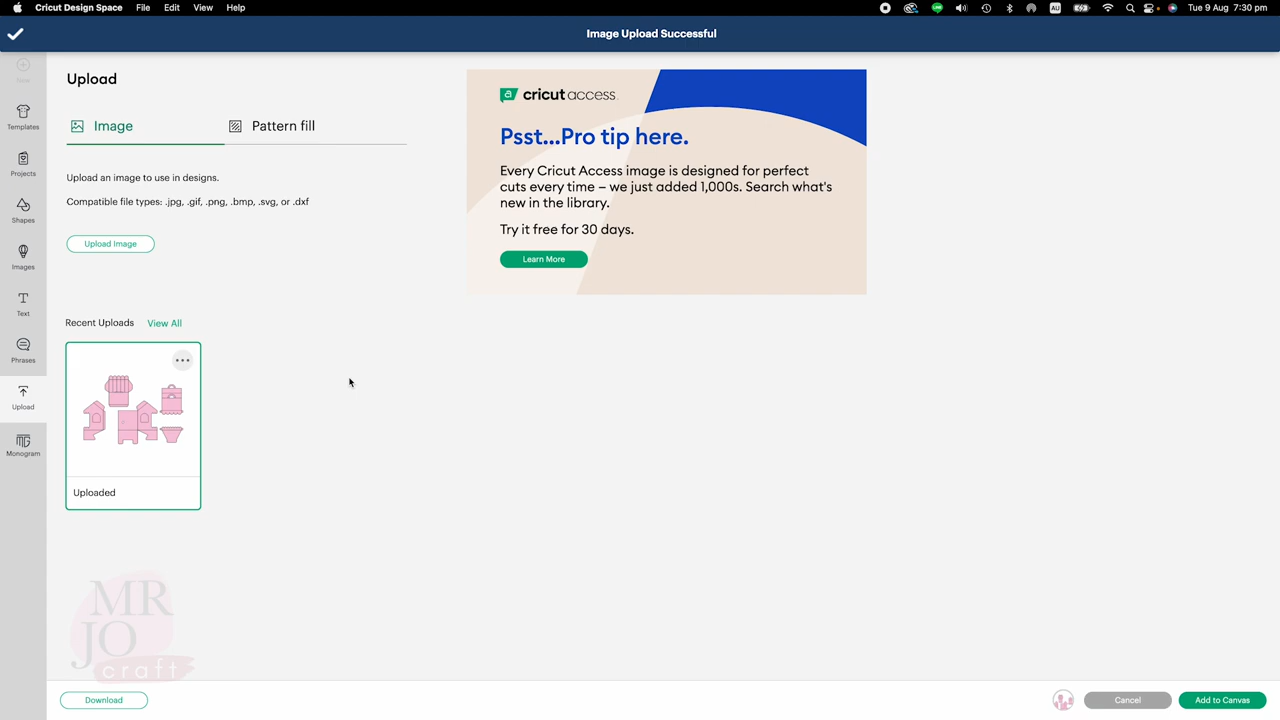 Cricut Design Space File Edit View Help
AU
Tue 9 Aug 7:30 pm
Image Upload Successful
New
Templates
Projects
Shapes
Images
Text
Phrases
Upload
Monogram
Upload
Image
Pattern fill
Upload an image to use in designs.
Compatible file types: .jpg, .gif, .png, .bmp, .svg, or .dxf
Upload Image
cricut access
Psst...Pro tip here.
Every Cricut Access image is designed for perfect
cuts every time – we just added 1,000s. Search what's
new in the library.
Try it free for 30 days.
Learn More
Recent Uploads View All
Uploaded
MR
JO
craft
Download
Cancel
Add to Canvas